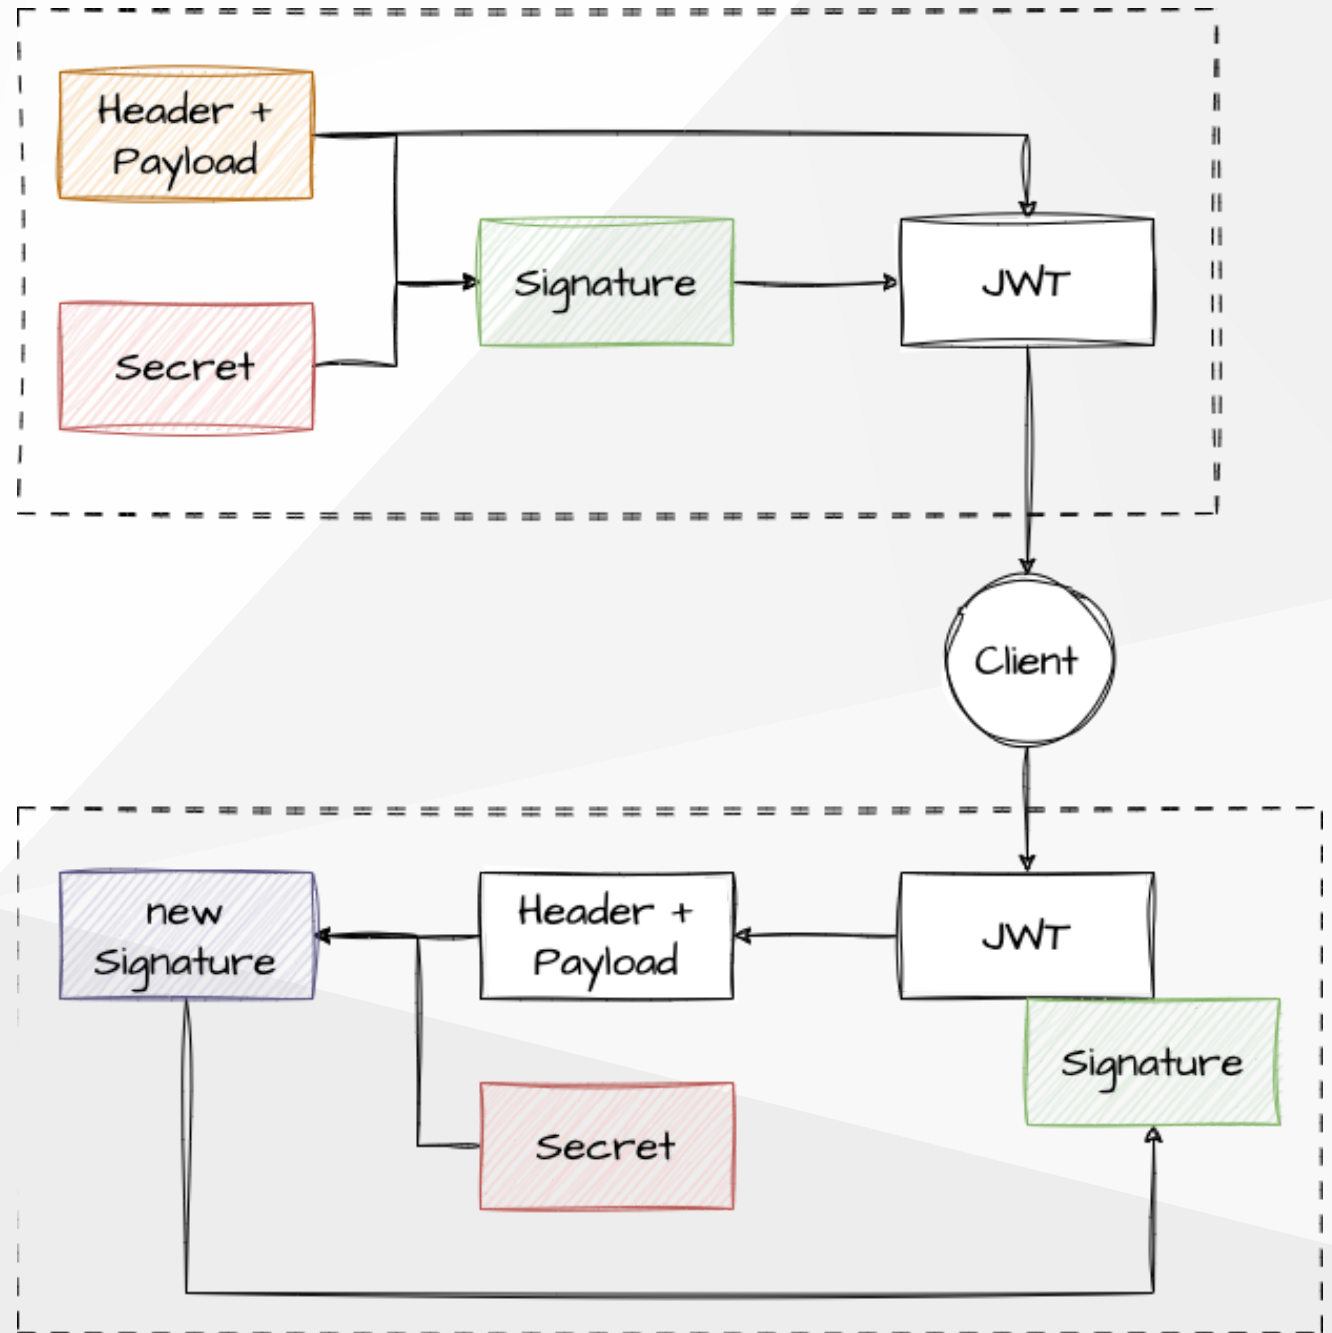 Header +
Payload
Signature
JWT
Secret
Client
new
Signature
Header +
Payload
JWT
Signature
Secret